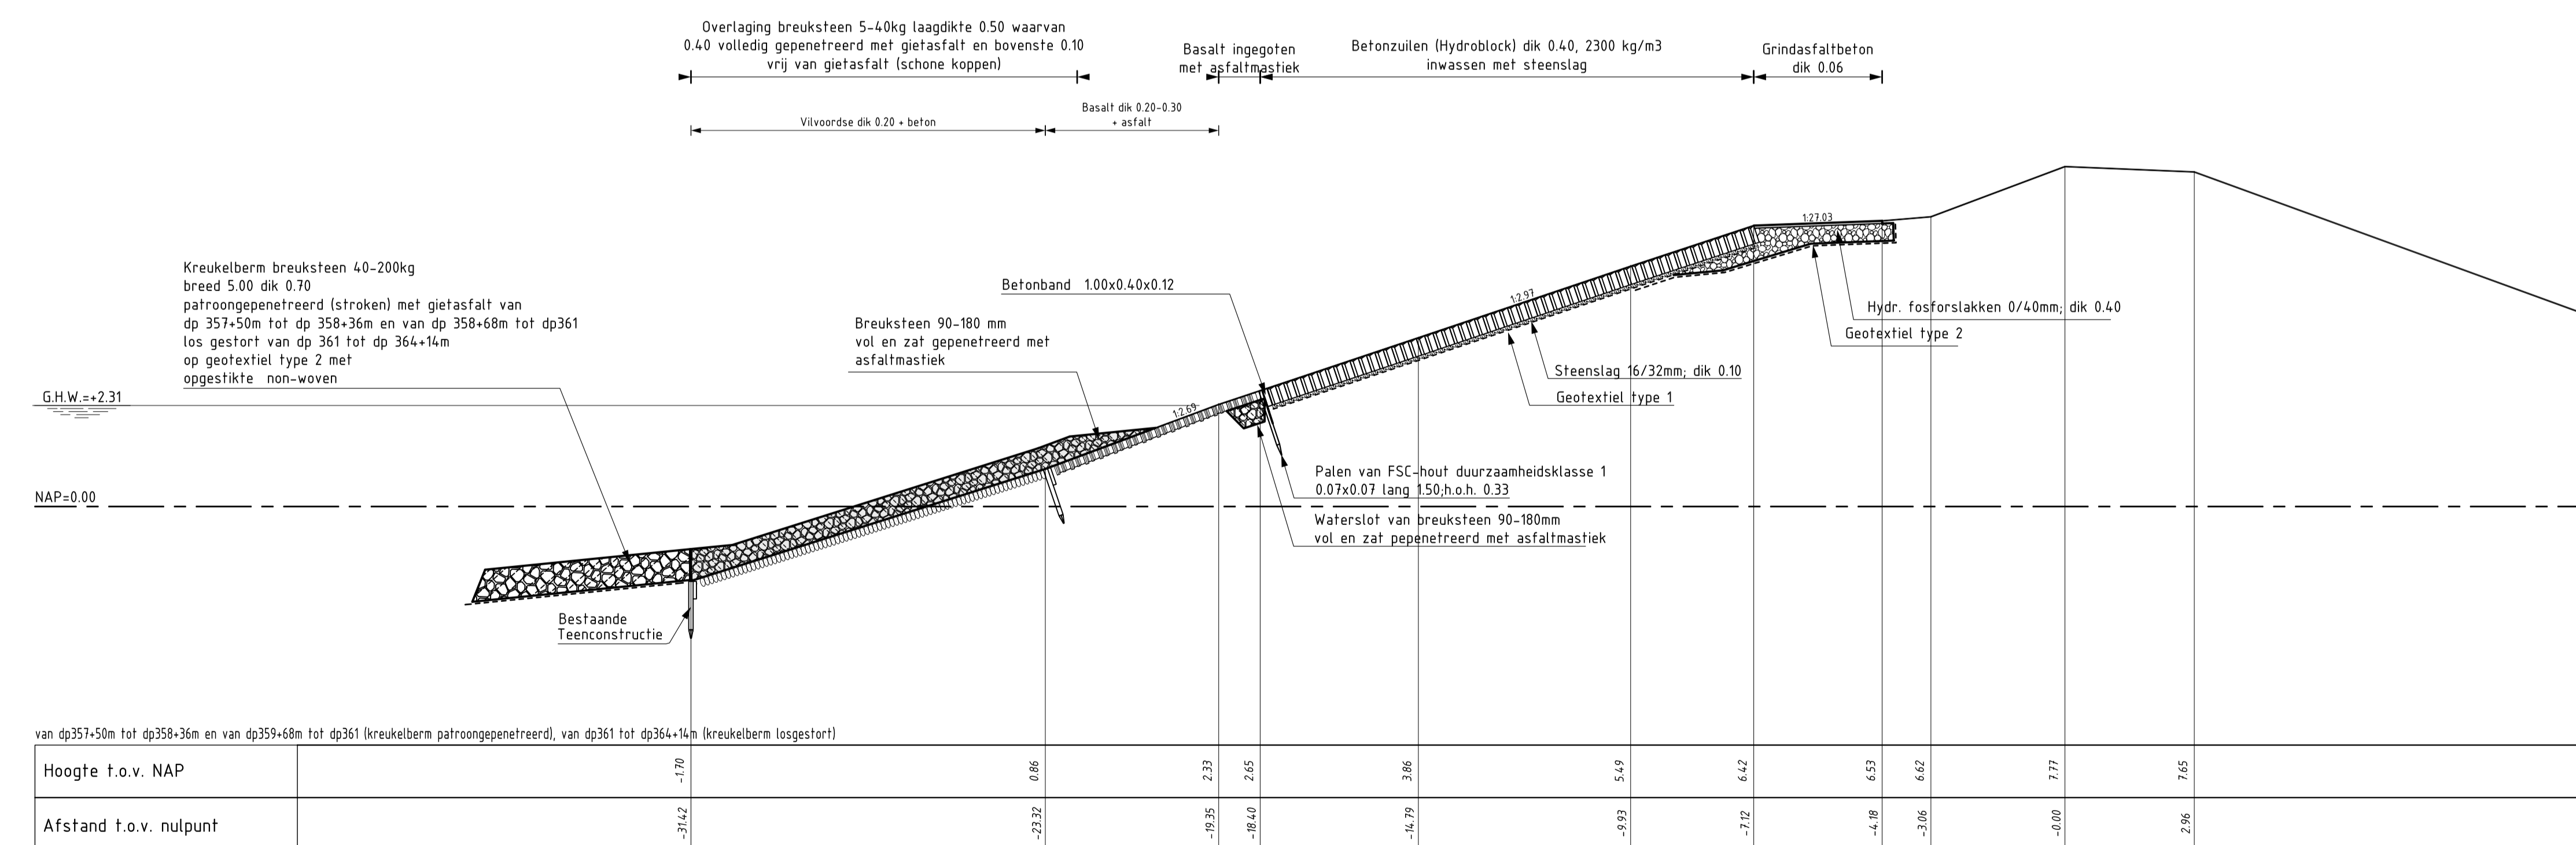 Overlaging breuksteen 5-40kg laagdikte 0.50 waarvan
0.40 volledig gepenetreerd met gietasfalt en bovenste 0.10
vrij van gietasfalt (schone koppen)
Basalt ingegoten
met asfaltmastiek
Betonzuilen (Hydroblock) dik 0.40, 2300 kg/m3
inwassen met steenslag
Grindasfaltbeton
dik 0.06
Vilvoordse dik 0.20 + beton
Basalt dik 0.20-0.30
+ asfalt
1:27.03
Kreukelberm breuksteen 40-200kg
breed 5.00 dik 0.70
patroongepenetreerd (stroken) met gietasfalt van
dp 357+50m tot dp 358+36m en van dp 358+68m tot dp361
los gestort van dp 361 tot dp 364+14m
op geotextiel type 2 met
opgestikte non-woven
Betonband 1.00x0.40x0.12
1:2.97
Hydr. fosforslakken 0/40mm; dik 0.40
Geotextiel type 2
Breuksteen 90-180 mm
vol en zat gepenetreerd met
asfaltmastiek
Steenslag 16/32mm; dik 0.10
Geotextiel type 1
G.H.W.=+2.31
1:2.69
Palen van FSC-hout duurzaamheidsklasse 1
0.07x0.07 lang 1.50;h.o.h. 0.33
NAP=0.00
Waterslot van breuksteen 90-180mm
vol en zat pepenetreerd met asfaltmastiek
Bestaande
Teenconstructie
van dp357+50m tot dp358+36m en van dp359+68m tot dp361 (kreukelberm patroongepenetreerd), van dp361 tot dp364+14m (kreukelberm losgestort)
Hoogte t.o.v. NAP -1.70 0.86 2.33 2.65 3.86 5.49 6.42 6.53 6.62 7.77 7.65
Afstand t.o.v. nulpunt -31.42 -23.32 -19.35 -18.40 -14.79 -9.93 -7.12 -4.18 -3.06 -0.00 2.96